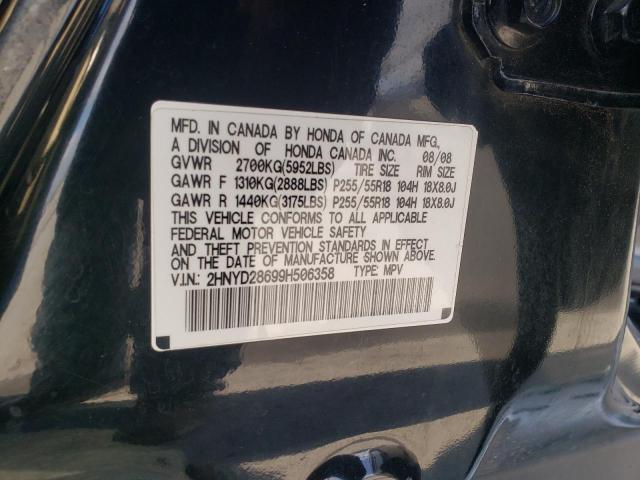 MFD. IN CANADA BY HONDA OF CANADA MFG.,
A DIVISION OF HONDA CANADA INC. 08/08
GVWR 2700KG(5952LBS) TIRE SIZE RIM SIZE
GAWR F 1310KG(2888LBS) P255/55R18 104H 18X8.0J
GAWR R 1440KG(3175LBS) P255/55R18 104H 18X8.0J
THIS VEHICLE CONFORMS TO ALL APPLICABLE
FEDERAL MOTOR VEHICLE SAFETY
AND THEFT PREVENTION STANDARDS IN EFFECT
ON THE DATE OF MANUFACTURE SHOWN ABOVE.
V.I.N.: 2HNYD28699H506358 TYPE: MPV